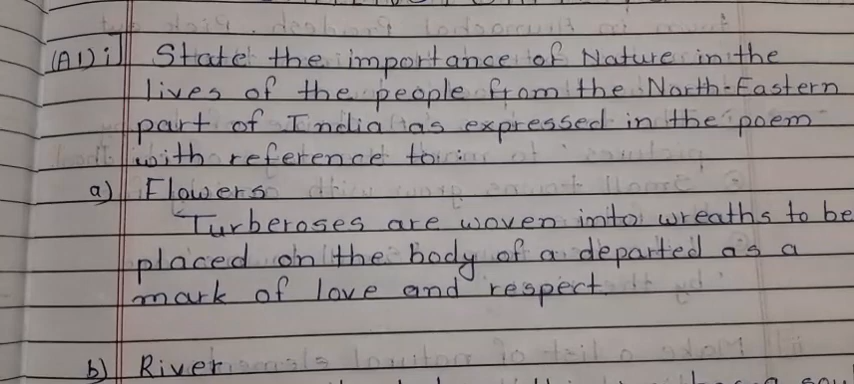 (A1) i) State the importance of Nature in the
lives of the people from the North-Eastern
part of India as expressed in the poem
with reference to :
a) Flowers
Turberoses are woven into wreaths to be
placed on the body of a departed as a
mark of love and respect.
b) River